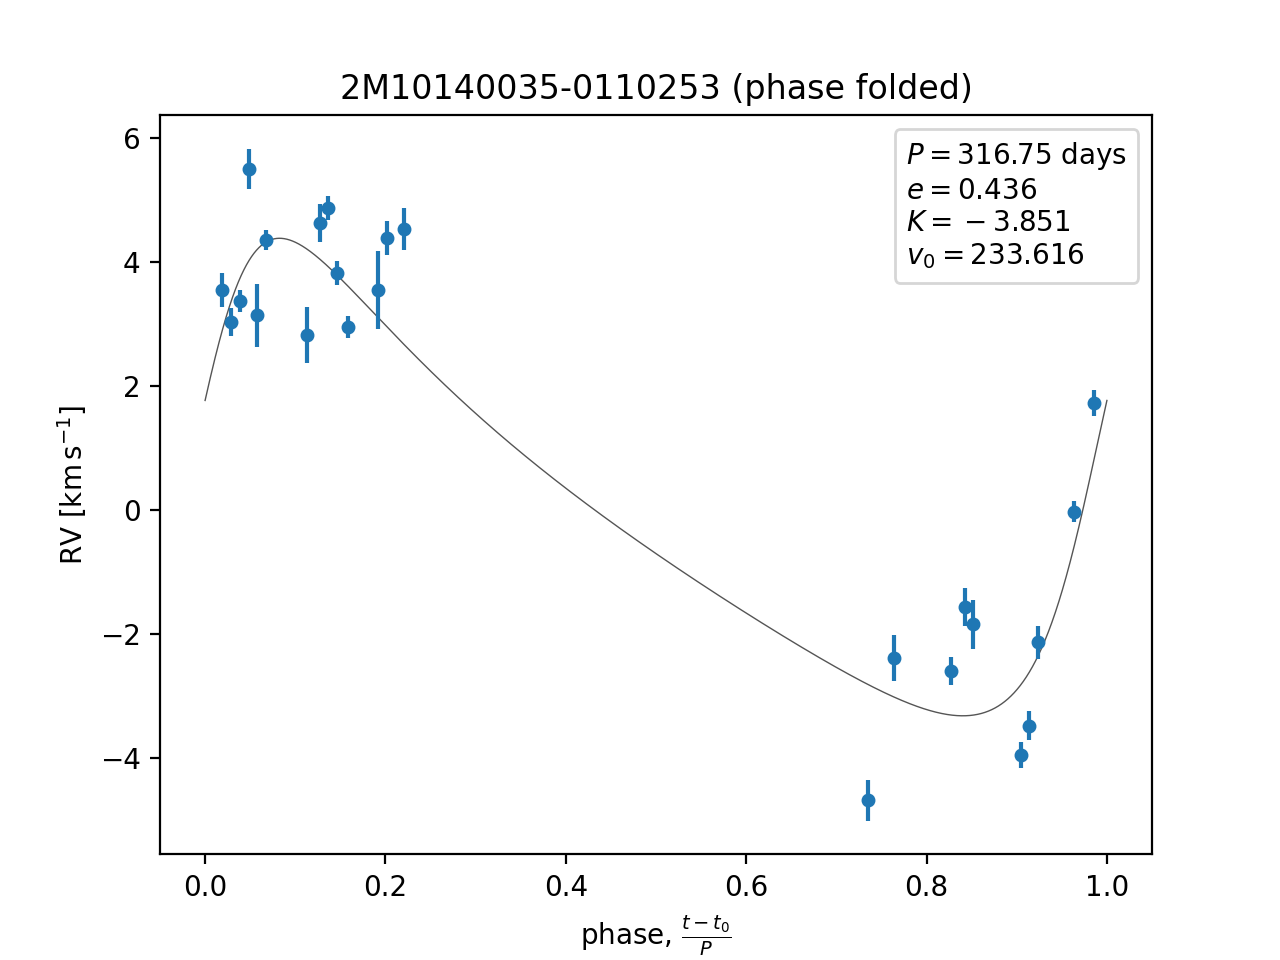 2M10140035-0110253 (phase folded)
P = 316.75 days
e = 0.436
K = −3.851
v₀ = 233.616
6
4
2
0
−2
−4
RV [km s⁻¹]
0.0 0.2 0.4 0.6 0.8 1.0
phase, (t − t₀)/P